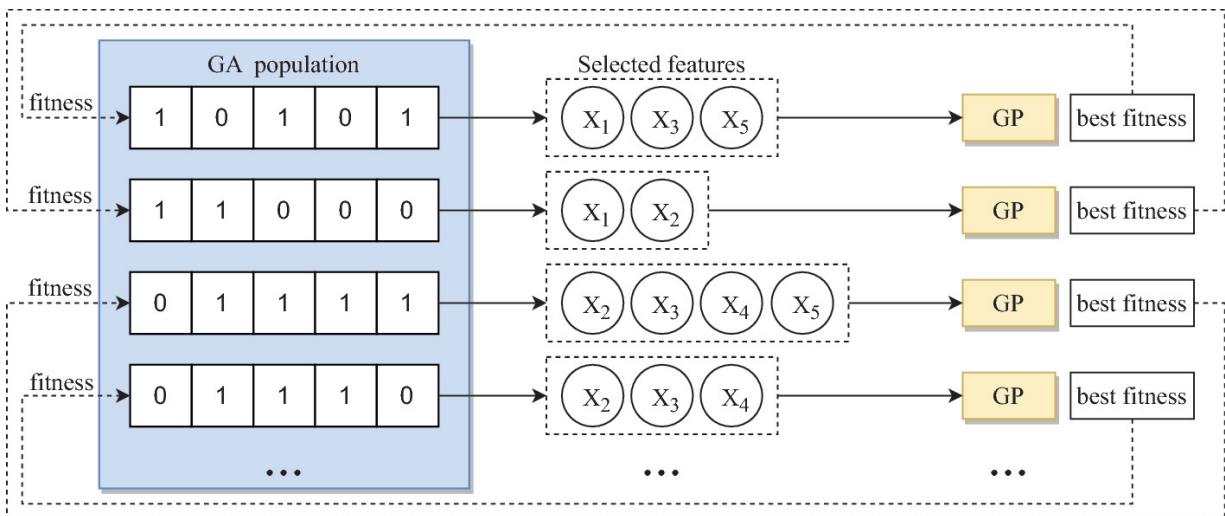 GA population Selected features
fitness 1 0 1 0 1 X₁ X₃ X₅ GP best fitness
fitness 1 1 0 0 0 X₁ X₂ GP best fitness
fitness 0 1 1 1 1 X₂ X₃ X₄ X₅ GP best fitness
fitness 0 1 1 1 0 X₂ X₃ X₄ GP best fitness
... ... ...